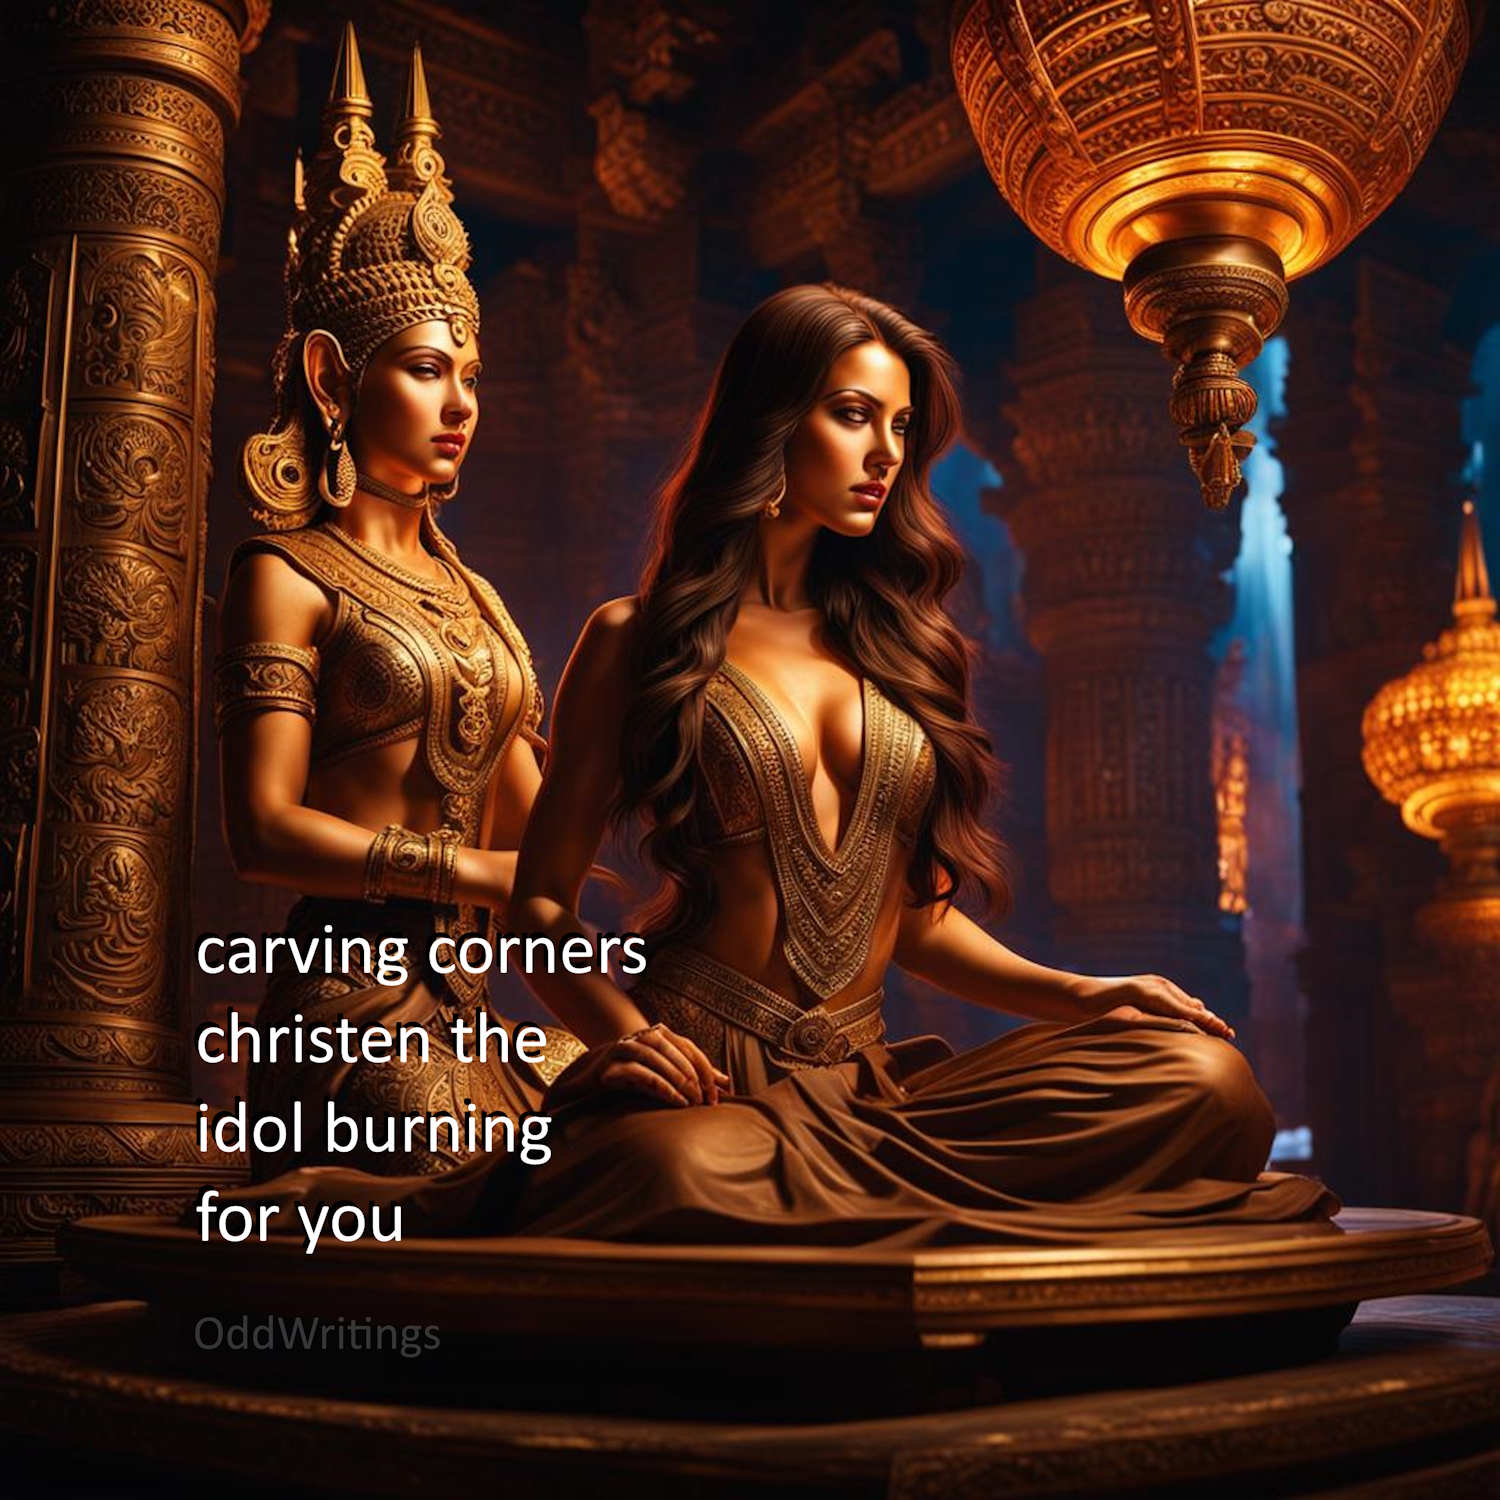 carving corners
christen the
idol burning
for you
OddWritings